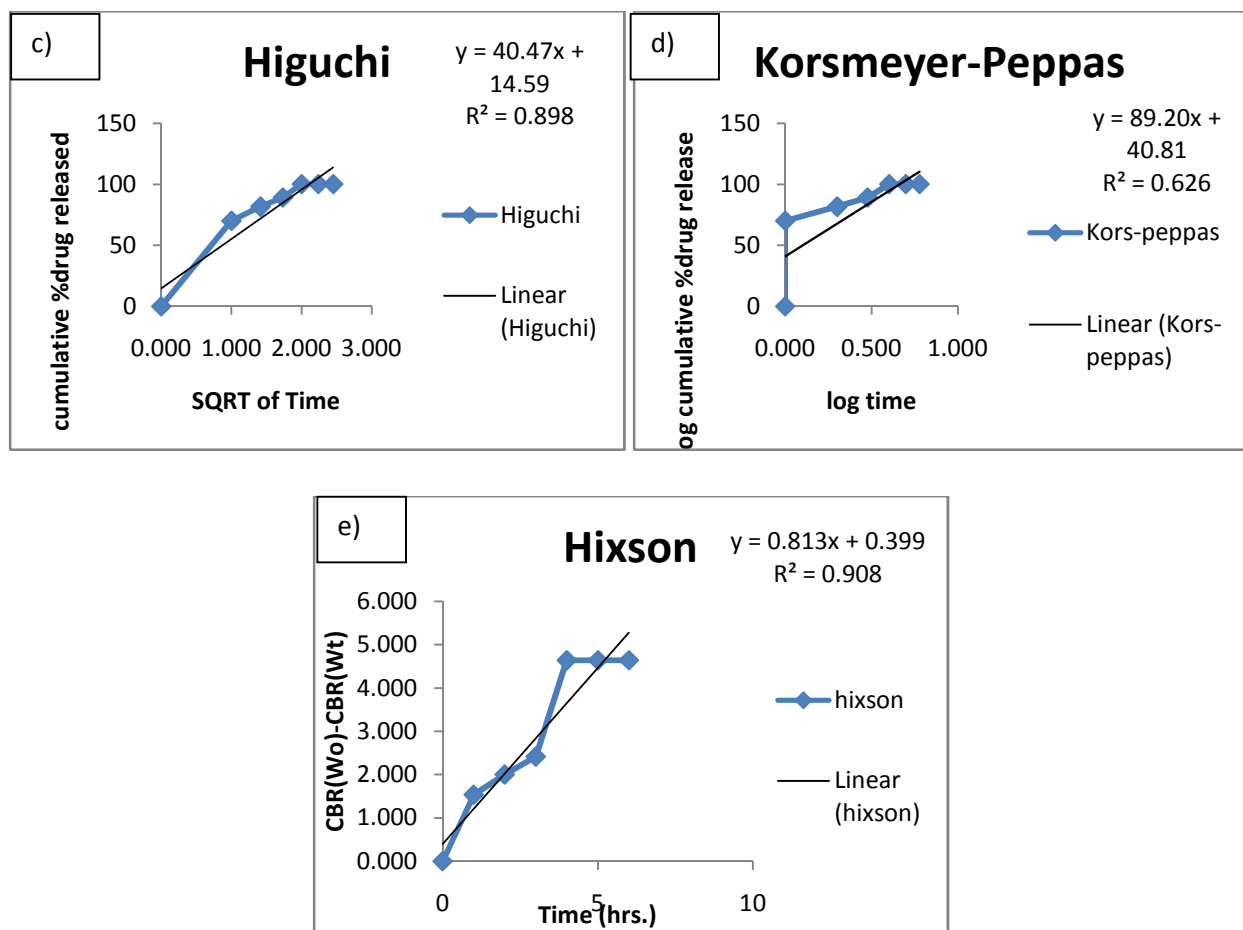 c)
Higuchi
y = 40.47x +
14.59
R² = 0.898
cumulative %drug released
150
100
50
0
0.000 1.000 2.000 3.000
SQRT of Time
Higuchi
Linear
(Higuchi)
d)
Korsmeyer-Peppas
y = 89.20x +
40.81
R² = 0.626
og cumulative %drug release
150
100
50
0
0.000 0.500 1.000
log time
Kors-peppas
Linear (Kors-
peppas)
e)
Hixson
y = 0.813x + 0.399
R² = 0.908
CBR(Wo)-CBR(Wt)
6.000
5.000
4.000
3.000
2.000
1.000
0.000
0 5 10
Time (hrs.)
hixson
Linear
(hixson)